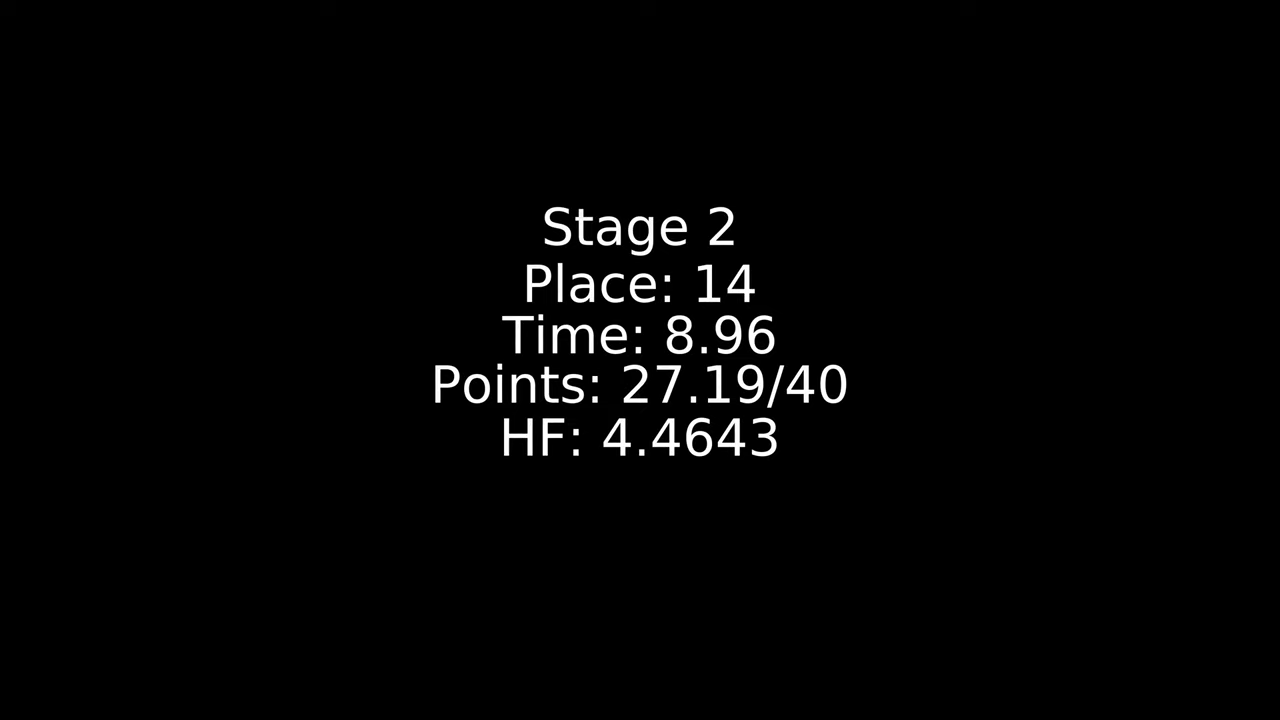 Stage 2
Place: 14
Time: 8.96
Points: 27.19/40
HF: 4.4643